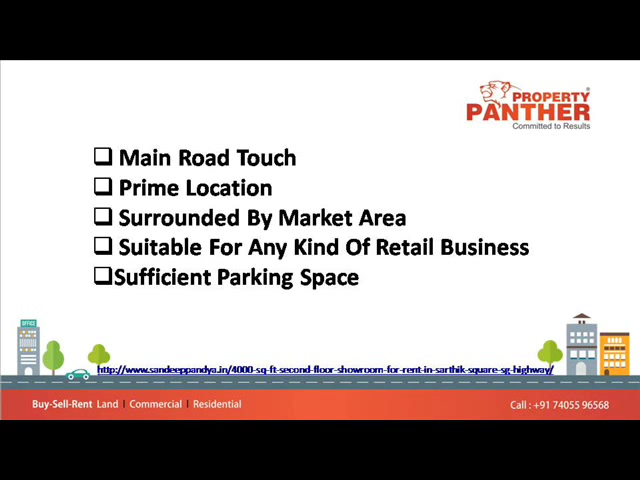 PROPERTY
PANTHER
Committed to Results
Main Road Touch
Prime Location
Surrounded By Market Area
Suitable For Any Kind Of Retail Business
Sufficient Parking Space
OFFICE
http://www.sandeeppandya.in/4000-sq-ft-second-floor-showroom-for-rent-in-sarthik-square-sg-highway/
Buy-Sell-Rent Land | Commercial | Residential
Call : +91 74055 96568